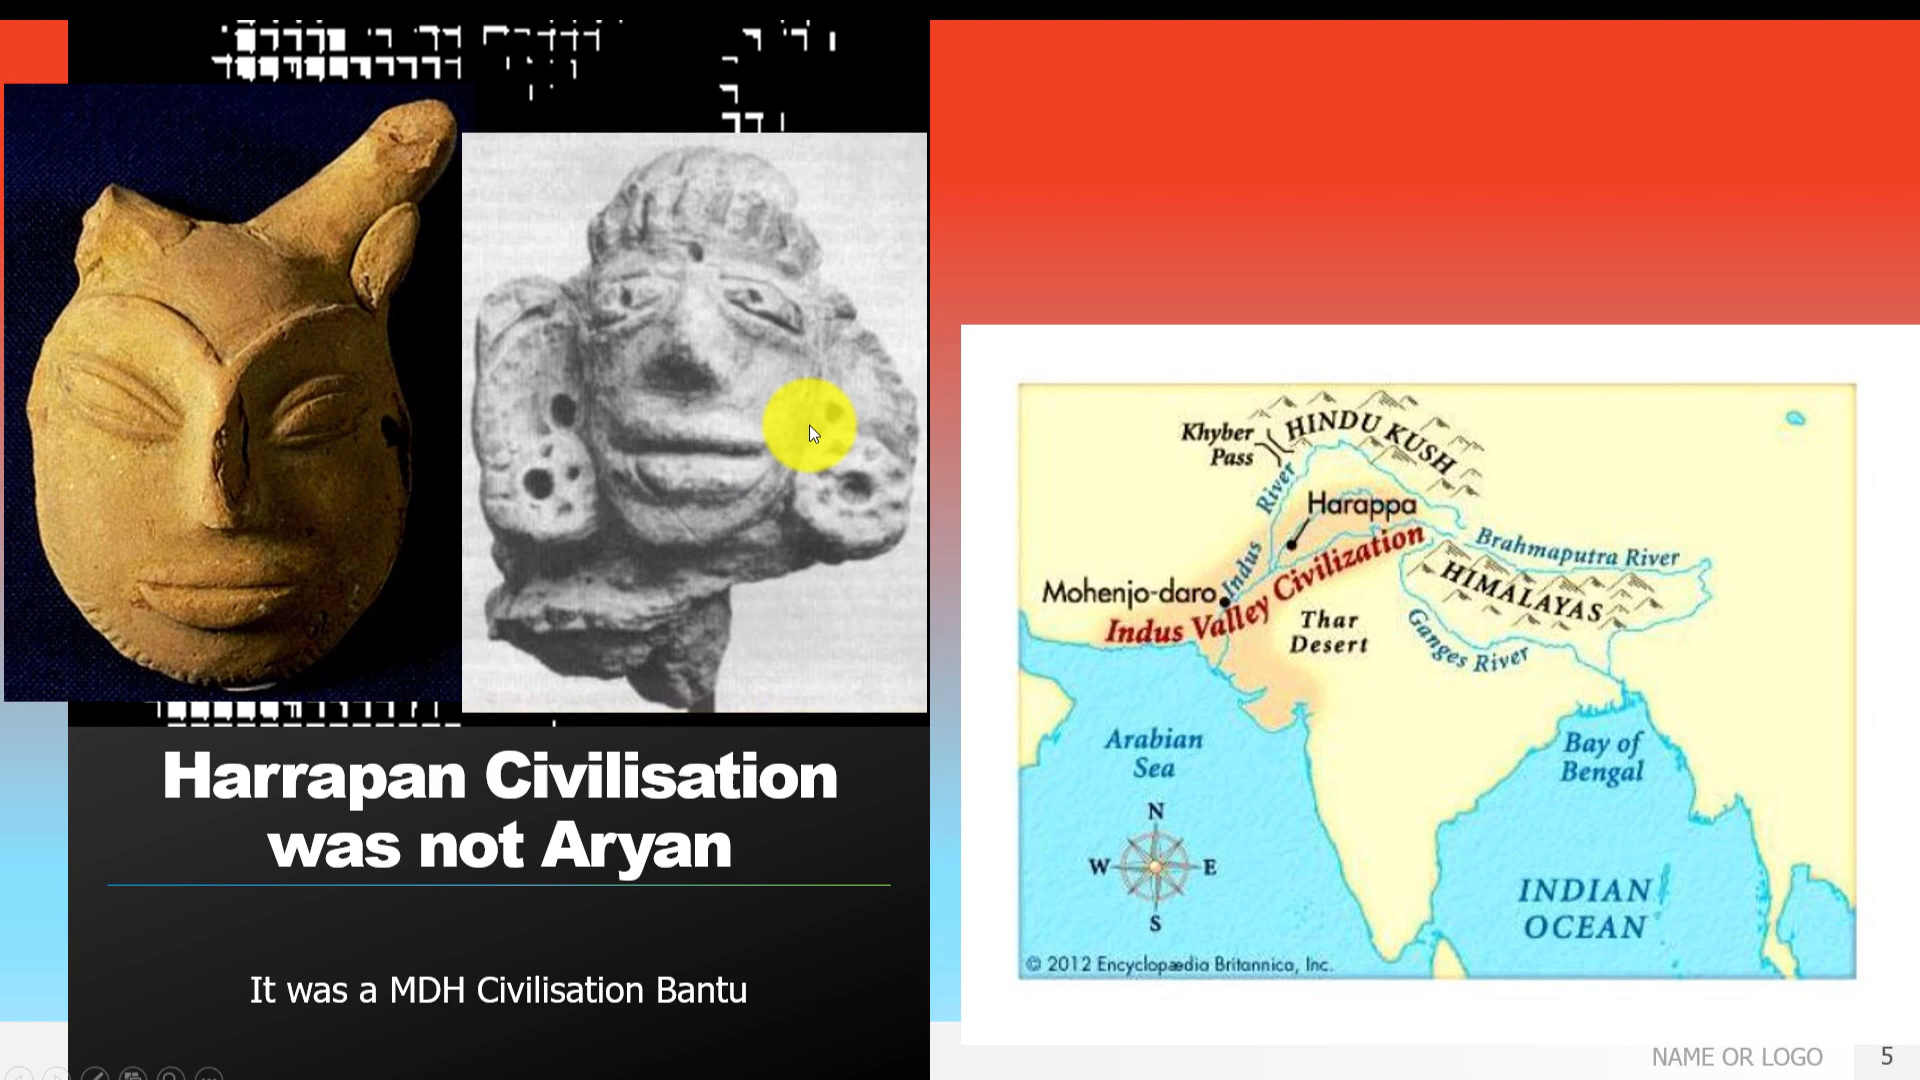 Harrapan Civilisation
was not Aryan
It was a MDH Civilisation Bantu
Khyber
Pass
HINDU KUSH
River
Harappa
Indus
Brahmaputra River
Mohenjo-daro
Indus Valley Civilization
HIMALAYAS
Thar
Desert
Ganges River
Arabian
Sea
Bay of
Bengal
N
W
E
S
INDIAN
OCEAN
© 2012 Encyclopædia Britannica, Inc.
NAME OR LOGO
5